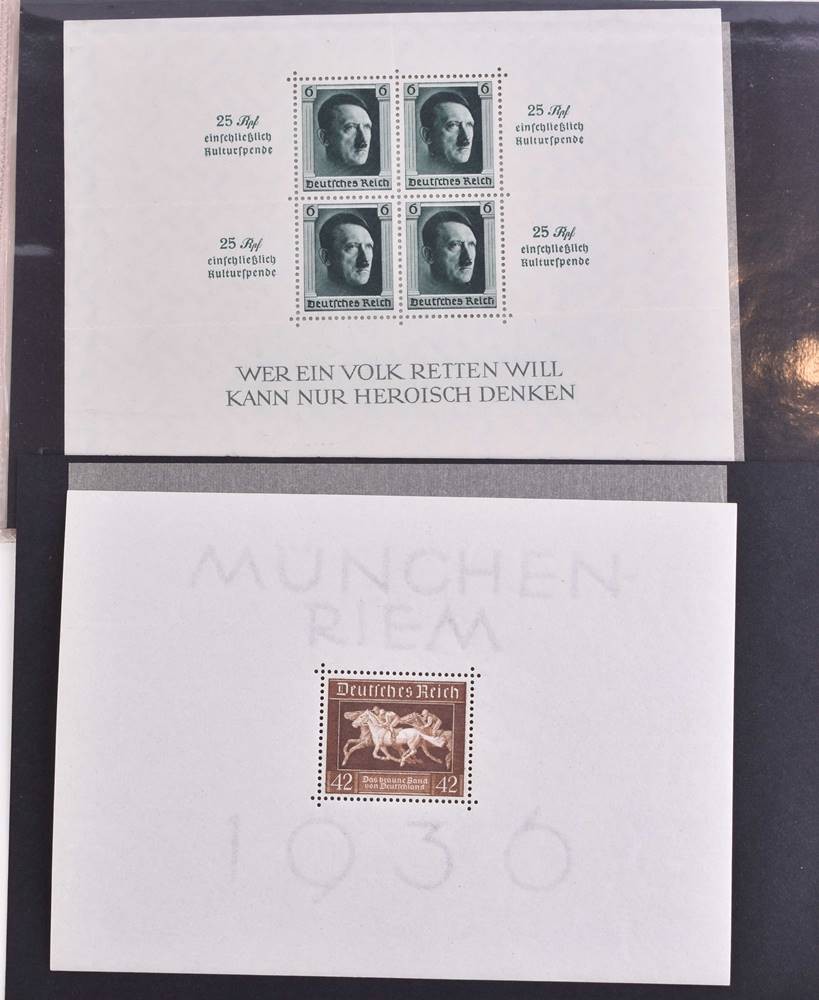 6 6
6 6
25 Rpf
einschließlich
Kulturspende
25 Rpf
einschließlich
Kulturspende
Deutsches Reich
Deutsches Reich
6 6
6 6
25 Rpf
einschließlich
Kulturspende
25 Rpf
einschließlich
Kulturspende
Deutsches Reich
Deutsches Reich
WER EIN VOLK RETTEN WILL
KANN NUR HEROISCH DENKEN
MÜNCHEN-
RIEM
Deutsches Reich
42 Das braune Band 42
von Deutschland
1936